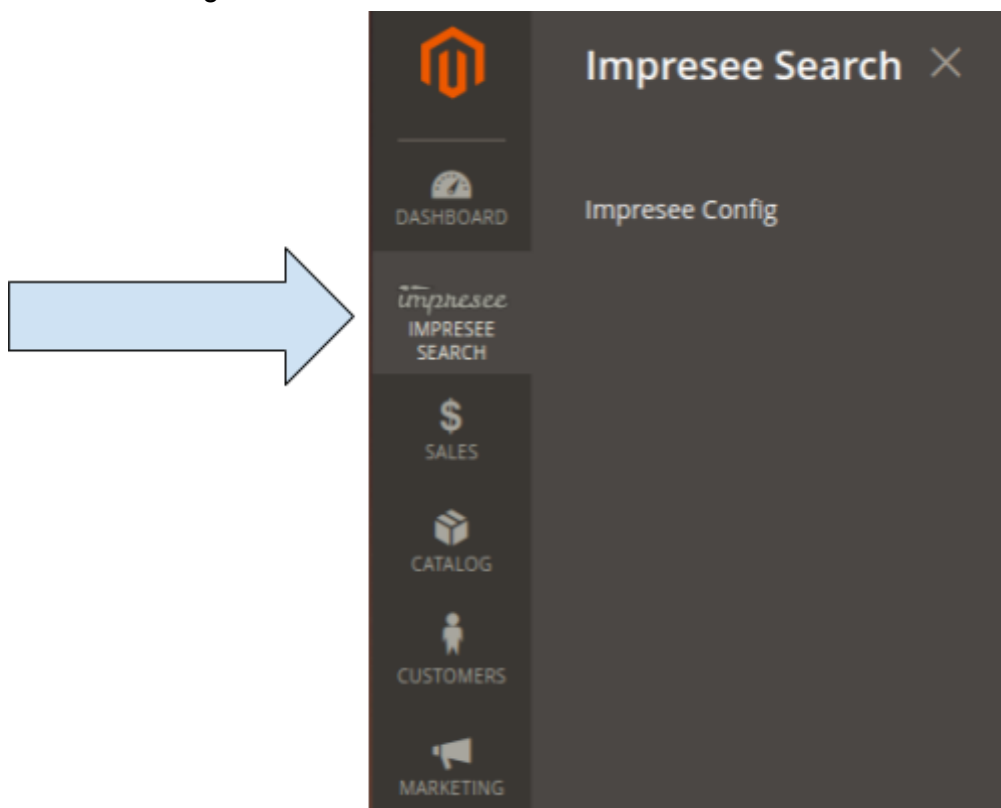 Impresee Search
DASHBOARD
Impresee Config
impresee
IMPRESEE
SEARCH
$
SALES
CATALOG
CUSTOMERS
MARKETING